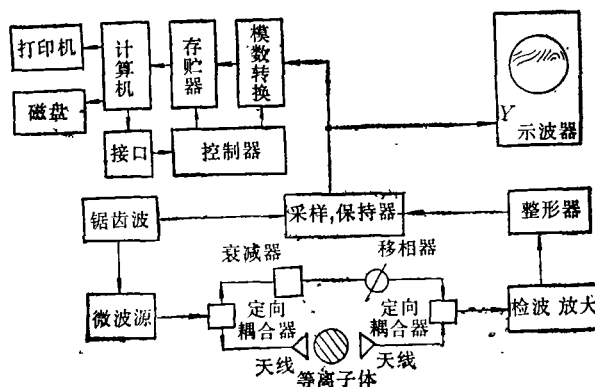 打印机
计算机
存贮器
模数转换
磁盘
接口
控制器
Y
示波器
锯齿波
采样,保持器
整形器
衰减器
移相器
微波源
定向
耦合器
定向
耦合器
检波 放大
天线
天线
等离子体